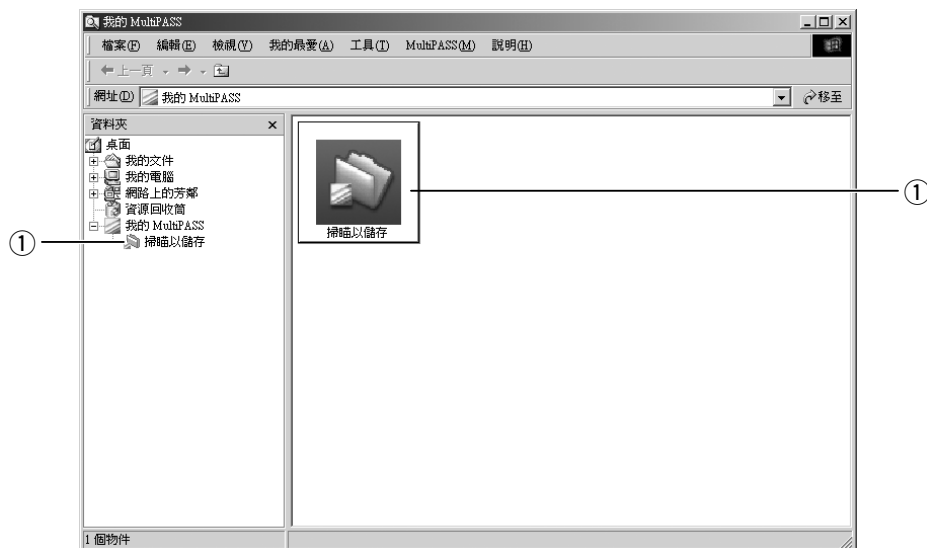 我的 MultiPASS
檔案(F) 編輯(E) 檢視(V) 我的最愛(A) 工具(T) MultiPASS(M) 說明(H)
上一頁
網址(D) 我的 MultiPASS 移至
資料夾
桌面
我的文件
我的電腦
網路上的芳鄰
資源回收筒
我的 MultiPASS
① 掃瞄以儲存
掃瞄以儲存 ①
1 個物件